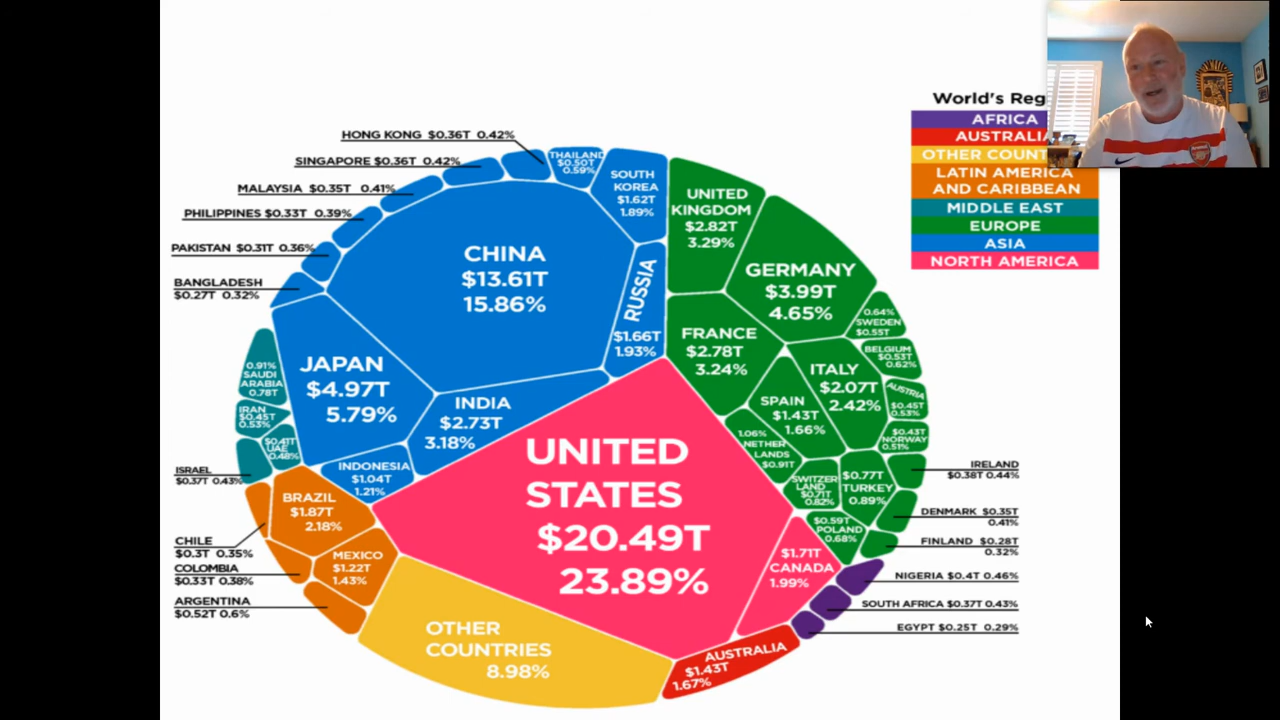 HONG KONG $0.36T 0.42%
SINGAPORE $0.36T 0.42%
MALAYSIA $0.35T 0.41%
PHILIPPINES $0.33T 0.39%
PAKISTAN $0.31T 0.36%
BANGLADESH
$0.27T 0.32%
THAILAND
$0.50T
0.59%
SOUTH
KOREA
$1.62T
1.89%
CHINA
$13.61T
15.86%
RUSSIA
$1.66T
1.93%
JAPAN
$4.97T
5.79%
INDIA
$2.73T
3.18%
INDONESIA
$1.04T
1.21%
UNITED
KINGDOM
$2.82T
3.29%
GERMANY
$3.99T
4.65%
FRANCE
$2.78T
3.24%
ITALY
$2.07T
2.42%
SPAIN
$1.43T
1.66%
1.06%
NETHER
LANDS
$0.91T
SWITZER
LAND
$0.71T
0.82%
$0.77T
TURKEY
0.89%
$0.59T
POLAND
0.68%
0.64%
SWEDEN
$0.55T
BELGIUM
$0.53T
0.62%
AUSTRIA
$0.45T
0.53%
$0.43T
NORWAY
0.51%
IRELAND
$0.38T 0.44%
DENMARK $0.35T
0.41%
FINLAND $0.28T
0.32%
NIGERIA $0.4T 0.46%
SOUTH AFRICA $0.37T 0.43%
EGYPT $0.25T 0.29%
0.91%
SAUDI
ARABIA
0.78T
IRAN
$0.45T
0.53%
$0.41T
UAE
0.48%
ISRAEL
$0.37T 0.43%
BRAZIL
$1.87T
2.18%
MEXICO
$1.22T
1.43%
CHILE
$0.3T 0.35%
COLOMBIA
$0.33T 0.38%
ARGENTINA
$0.52T 0.6%
UNITED
STATES
$20.49T
23.89%
$1.71T
CANADA
1.99%
OTHER
COUNTRIES
8.98%
AUSTRALIA
$1.43T
1.67%
World's Reg
AFRICA
AUSTRALIA
OTHER COUNT
LATIN AMERICA
AND CARIBBEAN
MIDDLE EAST
EUROPE
ASIA
NORTH AMERICA
Arsenal